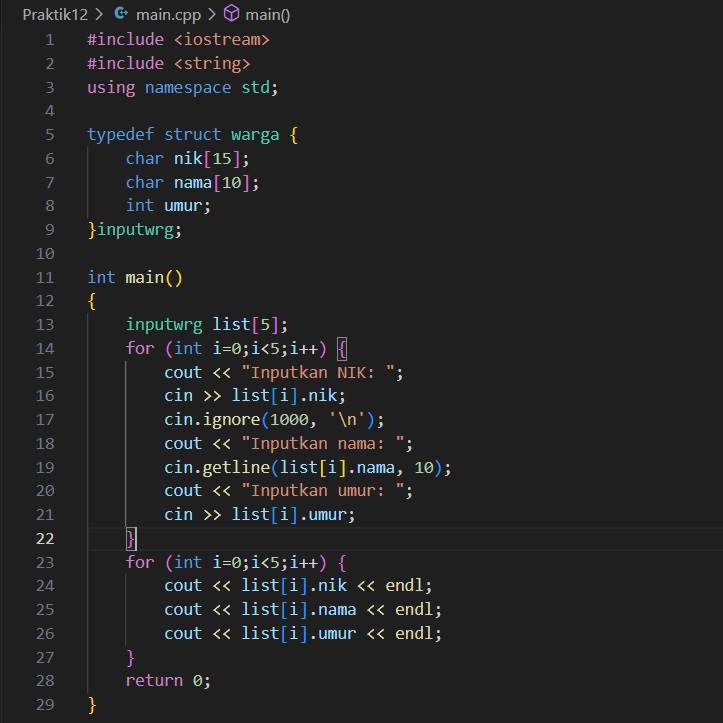 Praktik12 > main.cpp > main()
1 #include <iostream>
2 #include <string>
3 using namespace std;
4
5 typedef struct warga {
6     char nik[15];
7     char nama[10];
8     int umur;
9 }inputwrg;
10
11 int main()
12 {
13     inputwrg list[5];
14     for (int i=0;i<5;i++) {
15         cout << "Inputkan NIK: ";
16         cin >> list[i].nik;
17         cin.ignore(1000, '\n');
18         cout << "Inputkan nama: ";
19         cin.getline(list[i].nama, 10);
20         cout << "Inputkan umur: ";
21         cin >> list[i].umur;
22     }
23     for (int i=0;i<5;i++) {
24         cout << list[i].nik << endl;
25         cout << list[i].nama << endl;
26         cout << list[i].umur << endl;
27     }
28     return 0;
29 }